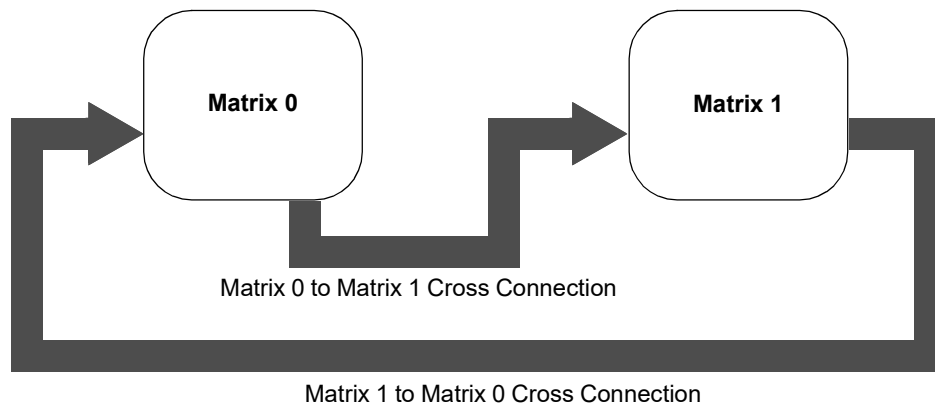 Matrix 0
Matrix 1
Matrix 0 to Matrix 1 Cross Connection
Matrix 1 to Matrix 0 Cross Connection